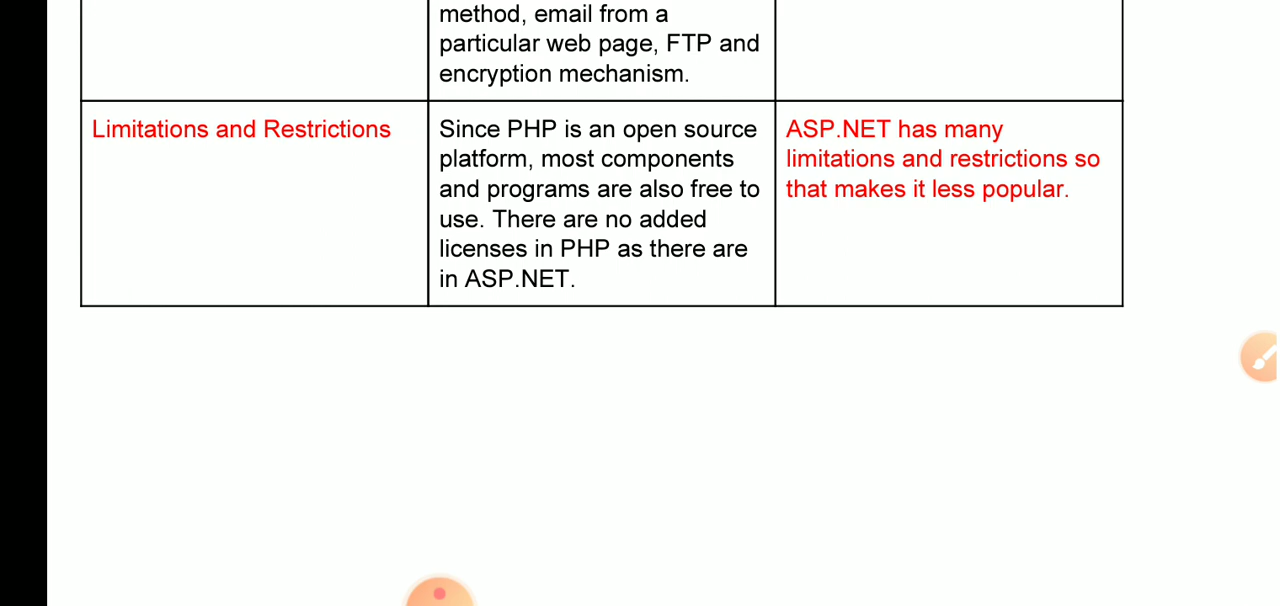 method, email from a
particular web page, FTP and
encryption mechanism.
Limitations and Restrictions
Since PHP is an open source
platform, most components
and programs are also free to
use. There are no added
licenses in PHP as there are
in ASP.NET.
ASP.NET has many
limitations and restrictions so
that makes it less popular.